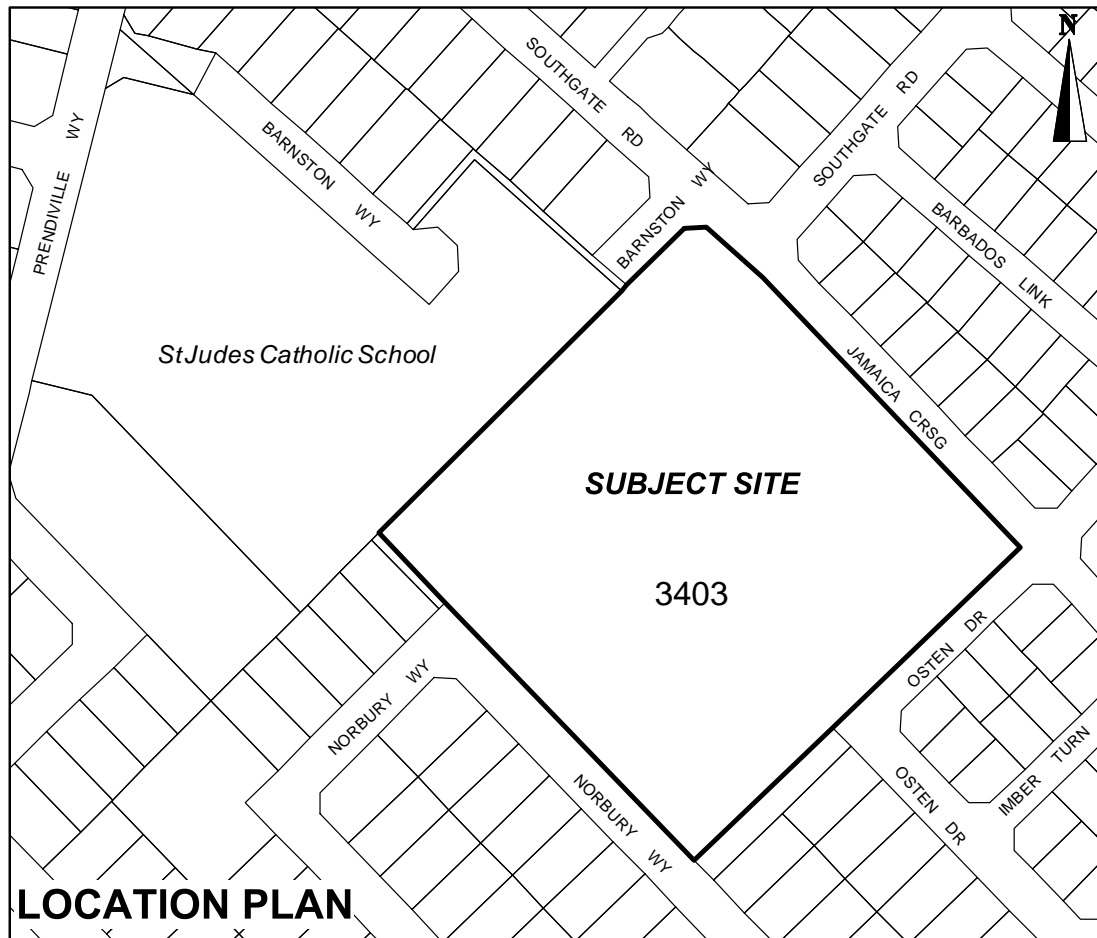 N
SOUTHGATE RD
SOUTHGATE RD
PRENDIVILLE WY
BARNSTON WY
BARNSTON WY
BARBADOS LINK
St Judes Catholic School
JAMAICA CRSG
SUBJECT SITE
3403
OSTEN DR
NORBURY WY
NORBURY WY
OSTEN DR
IMBER TURN
LOCATION PLAN